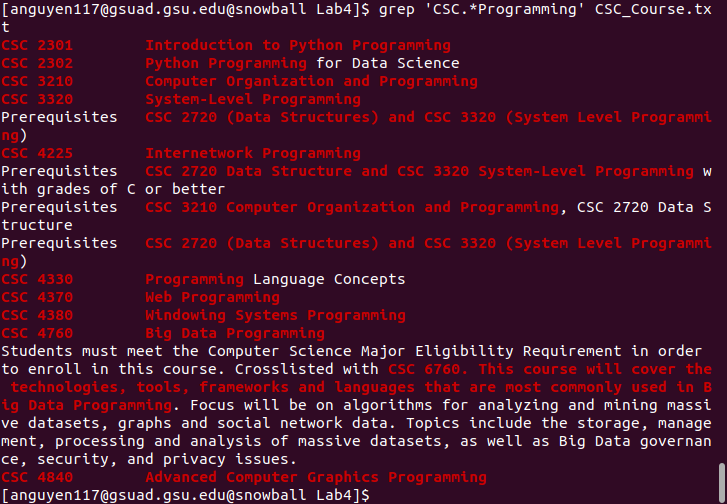 [anguyen117@gsuad.gsu.edu@snowball Lab4]$ grep 'CSC.*Programming' CSC_Course.tx
t
CSC 2301        Introduction to Python Programming
CSC 2302        Python Programming for Data Science
CSC 3210        Computer Organization and Programming
CSC 3320        System-Level Programming
Prerequisites   CSC 2720 (Data Structures) and CSC 3320 (System Level Programmi
ng)
CSC 4225        Internetwork Programming
Prerequisites   CSC 2720 Data Structure and CSC 3320 System-Level Programming w
ith grades of C or better
Prerequisites   CSC 3210 Computer Organization and Programming, CSC 2720 Data S
tructure
Prerequisites   CSC 2720 (Data Structures) and CSC 3320 (System Level Programmi
ng)
CSC 4330        Programming Language Concepts
CSC 4370        Web Programming
CSC 4380        Windowing Systems Programming
CSC 4760        Big Data Programming
Students must meet the Computer Science Major Eligibility Requirement in order
to enroll in this course. Crosslisted with CSC 6760. This course will cover the
 technologies, tools, frameworks and languages that are most commonly used in B
ig Data Programming. Focus will be on algorithms for analyzing and mining massi
ve datasets, graphs and social network data. Topics include the storage, manage
ment, processing and analysis of massive datasets, as well as Big Data governan
ce, security, and privacy issues.
CSC 4840        Advanced Computer Graphics Programming
[anguyen117@gsuad.gsu.edu@snowball Lab4]$